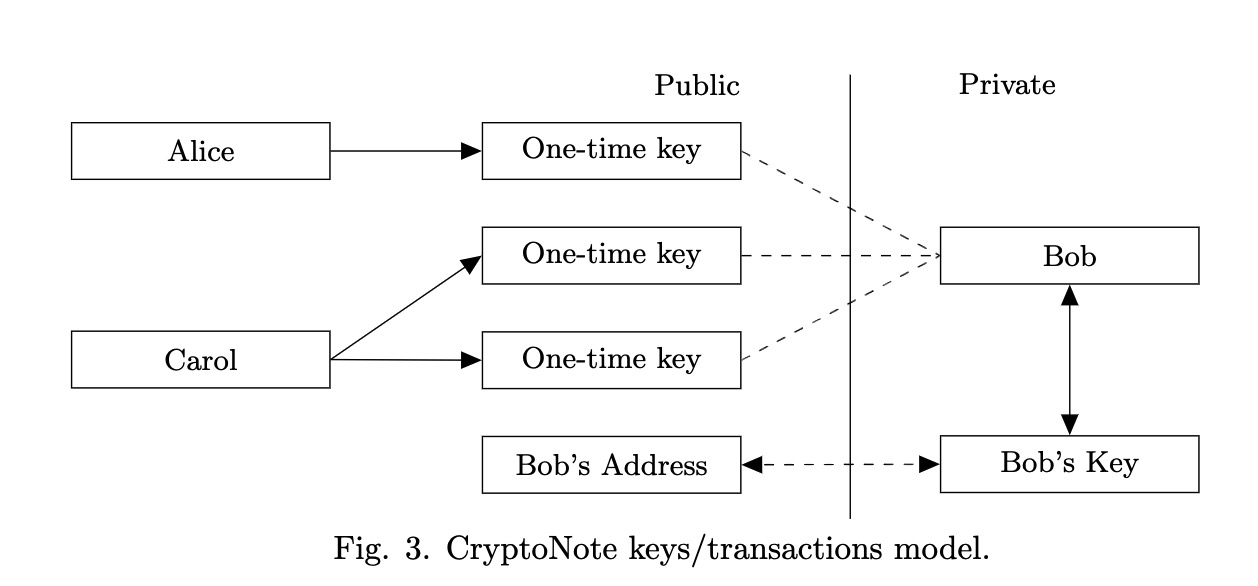 Public
Private
Alice
One-time key
One-time key
Bob
Carol
One-time key
Bob's Address
Bob's Key
Fig. 3. CryptoNote keys/transactions model.